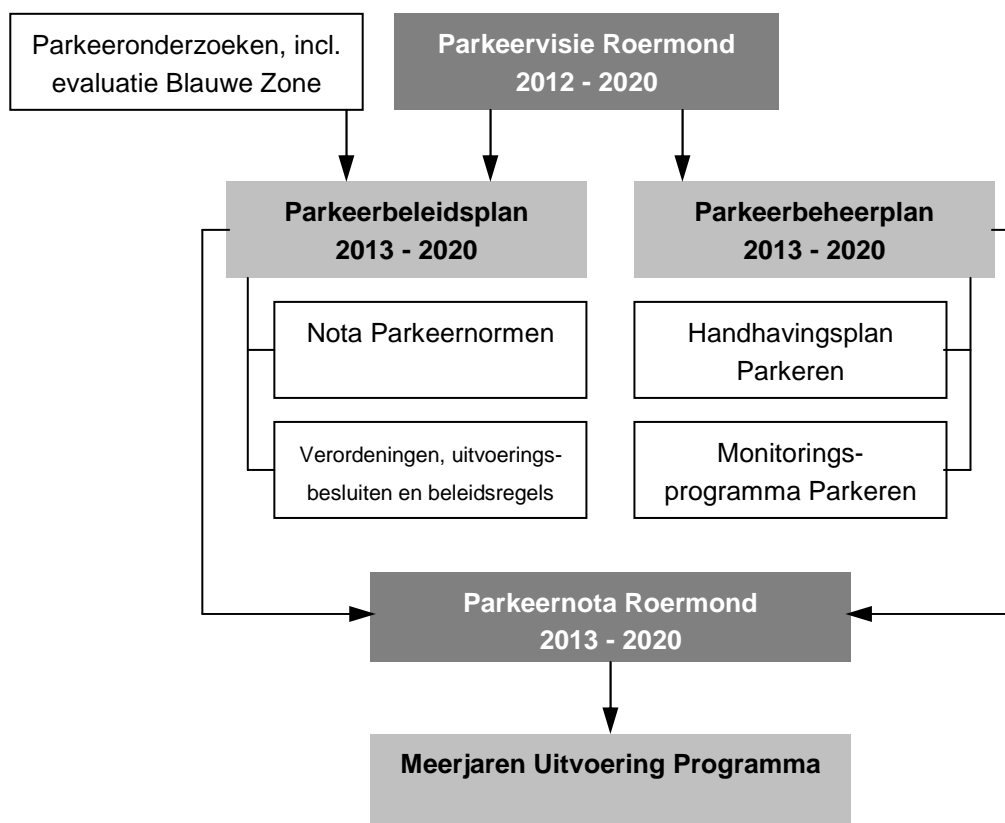 Parkeeronderzoeken, incl.
evaluatie Blauwe Zone
Parkeervisie Roermond
2012 - 2020
Parkeerbeleidsplan
2013 - 2020
Parkeerbeheerplan
2013 - 2020
Nota Parkeernormen
Handhavingsplan
Parkeren
Verordeningen, uitvoerings-
besluiten en beleidsregels
Monitorings-
programma Parkeren
Parkeernota Roermond
2013 - 2020
Meerjaren Uitvoering Programma